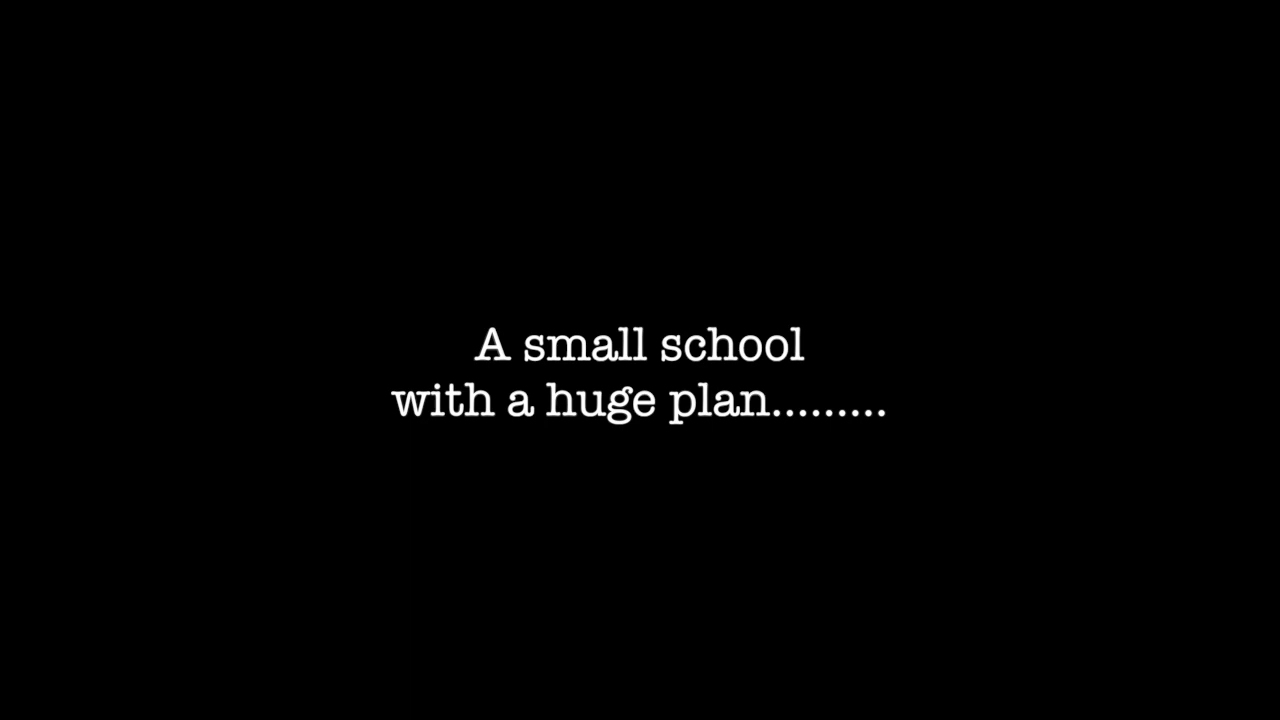 A small school
with a huge plan.........